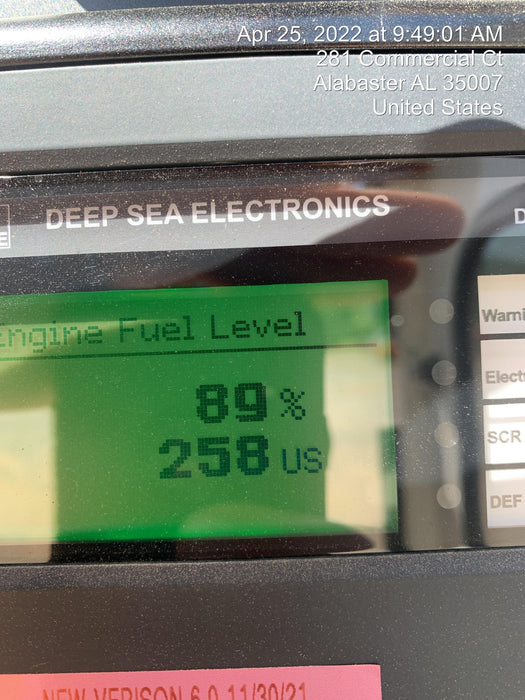 Apr 25, 2022 at 9:49:01 AM
281 Commercial Ct
Alabaster AL 35007
United States
DEEP SEA ELECTRONICS
E
D
Engine Fuel Level
89 %
258 US
Warni
Electr
SCR
DEF
NEW VERISON 6.0 11/30/21